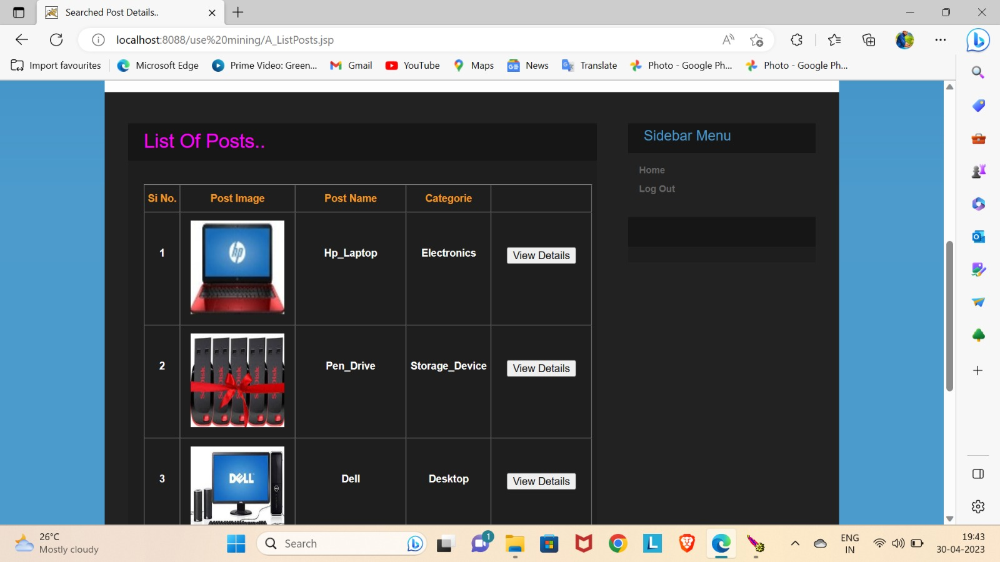 Searched Post Details..
localhost:8088/use%20mining/A_ListPosts.jsp
Import favourites Microsoft Edge Prime Video: Green... Gmail YouTube Maps News Translate Photo - Google Ph... Photo - Google Ph...
List Of Posts..
Si No. Post Image Post Name Categorie
1 hp Hp_Laptop Electronics View Details
2 SanDisk Pen_Drive Storage_Device View Details
3 DELL Dell Desktop View Details
Sidebar Menu
Home
Log Out
26°C
Mostly cloudy
Search
1
L
ENG
IN
19:43
30-04-2023